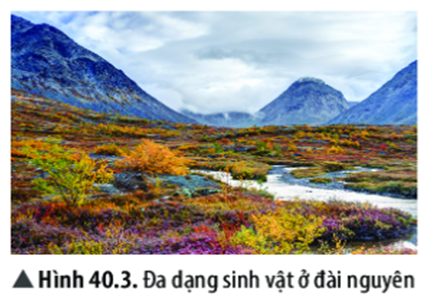 ▲ Hình 40.3. Đa dạng sinh vật ở đài nguyên